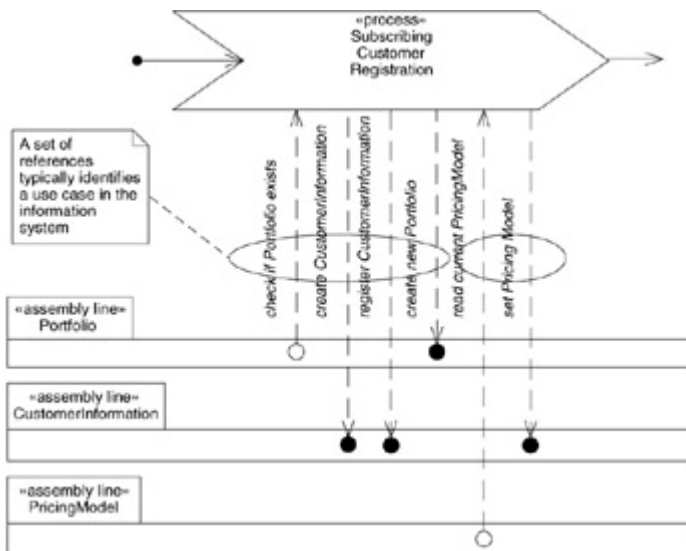 «process»
Subscribing
Customer
Registration
A set of
references
typically identifies
a use case in the
information
system
check if Portfolio exists
create CustomerInformation
register CustomerInformation
create new Portfolio
read current PricingModel
set Pricing Model
«assembly line»
Portfolio
«assembly line»
CustomerInformation
«assembly line»
PricingModel